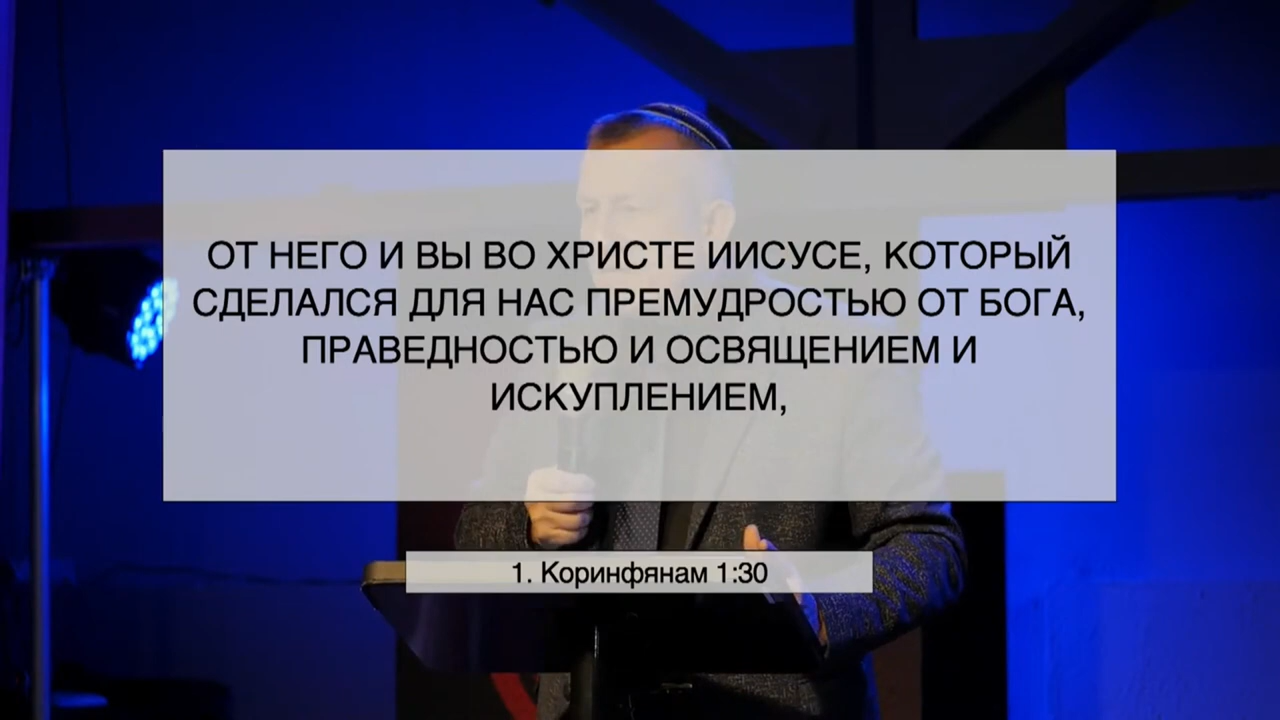 ОТ НЕГО И ВЫ ВО ХРИСТЕ ИИСУСЕ, КОТОРЫЙ
СДЕЛАЛСЯ ДЛЯ НАС ПРЕМУДРОСТЬЮ ОТ БОГА,
ПРАВЕДНОСТЬЮ И ОСВЯЩЕНИЕМ И
ИСКУПЛЕНИЕМ,
1. Коринфянам 1:30